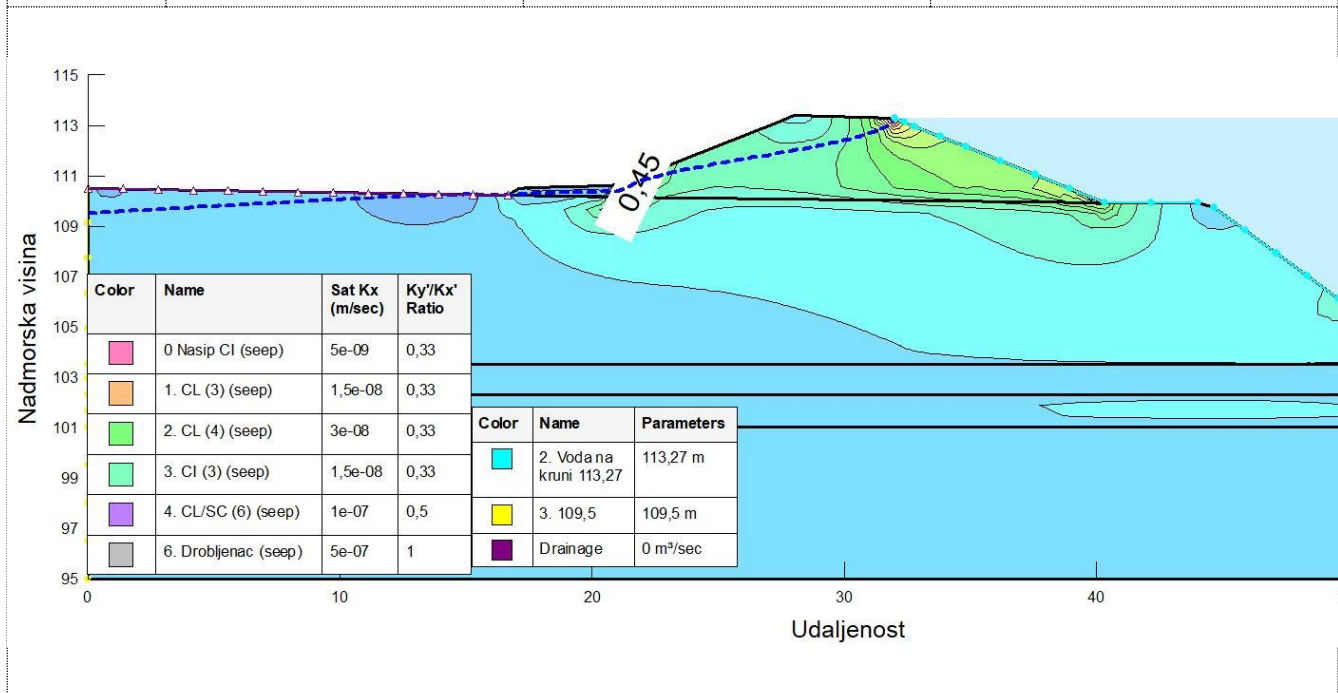 115
113
111
109
107
105
103
101
99
97
95
Nadmorska visina
0,45
Color Name Sat Kx (m/sec) Ky'/Kx' Ratio
0 Nasip CI (seep) 5e-09 0,33
1. CL (3) (seep) 1,5e-08 0,33
2. CL (4) (seep) 3e-08 0,33
3. CI (3) (seep) 1,5e-08 0,33
4. CL/SC (6) (seep) 1e-07 0,5
6. Drobljenac (seep) 5e-07 1
Color Name Parameters
2. Voda na kruni 113,27 113,27 m
3. 109,5 109,5 m
Drainage 0 m³/sec
0 10 20 30 40
Udaljenost